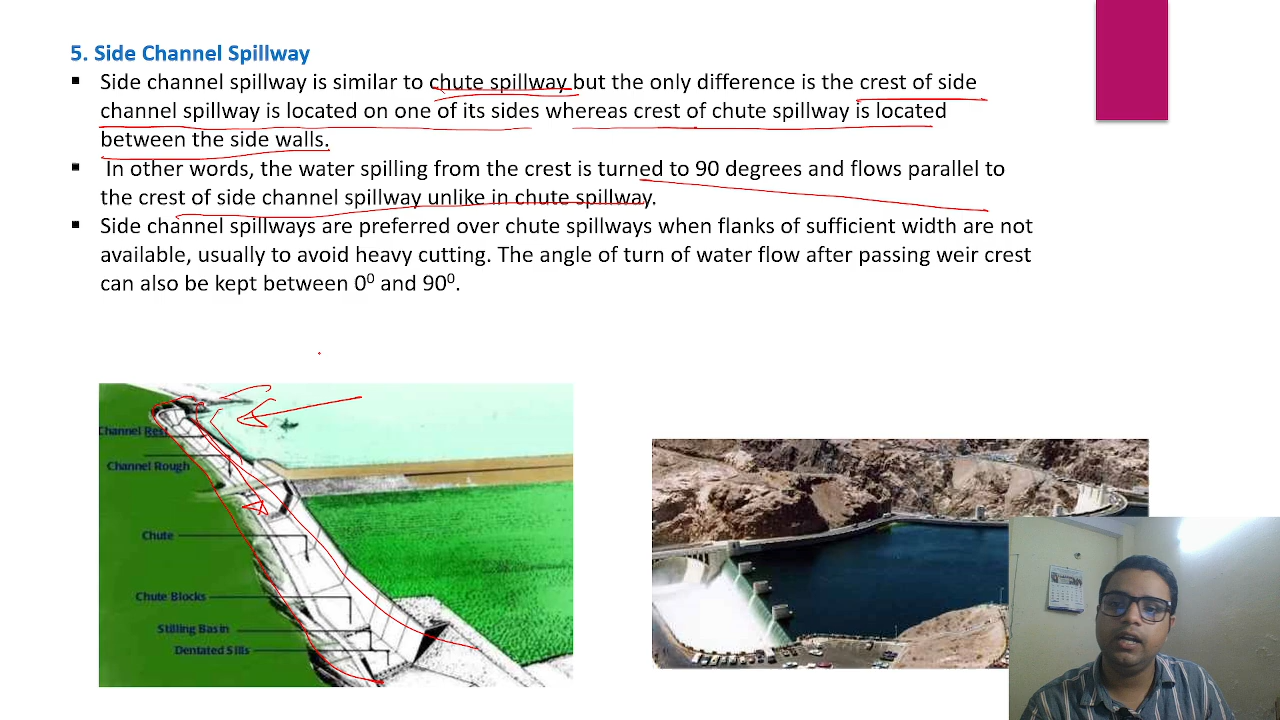 5. Side Channel Spillway
▪ Side channel spillway is similar to chute spillway but the only difference is the crest of side
channel spillway is located on one of its sides whereas crest of chute spillway is located
between the side walls.
▪ In other words, the water spilling from the crest is turned to 90 degrees and flows parallel to
the crest of side channel spillway unlike in chute spillway.
▪ Side channel spillways are preferred over chute spillways when flanks of sufficient width are not
available, usually to avoid heavy cutting. The angle of turn of water flow after passing weir crest
can also be kept between 0⁰ and 90⁰.
Channel Rest
Channel Rough
Chute
Chute Blocks
Stilling Basin
Dentated Sills